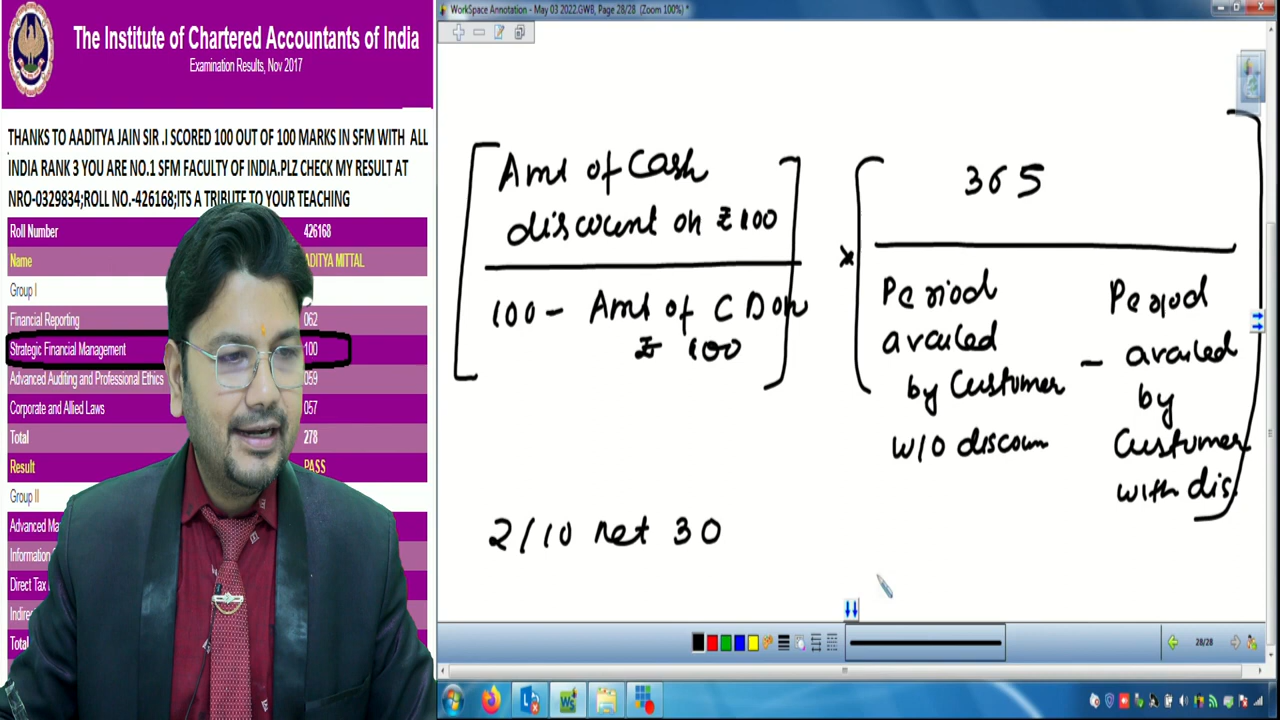 The Institute of Chartered Accountants of India
Examination Results, Nov 2017
THANKS TO AADITYA JAIN SIR .I SCORED 100 OUT OF 100 MARKS IN SFM WITH ALL
INDIA RANK 3 YOU ARE NO.1 SFM FACULTY OF INDIA.PLZ CHECK MY RESULT AT
NRO-0329834;ROLL NO.-426168;ITS A TRIBUTE TO YOUR TEACHING
Roll Number 426168
Name ADITYA MITTAL
Group I
Financial Reporting 062
Strategic Financial Management 100
Advanced Auditing and Professional Ethics 059
Corporate and Allied Laws 057
Total 278
Result PASS
Group II
Advanced Ma
Information
Direct Tax
Indire
Total
WorkSpace Annotation - May 03 2022.GWB, Page 28/28 (Zoom 100%) *
Amt of Cash
discount on ₹100
100 - Amt of CD on
₹ 100
×
365
Period
availed
by Customer
w/o discoun
-
Period
availed
by
Customer
with dis.
2/10 net 30
28/28